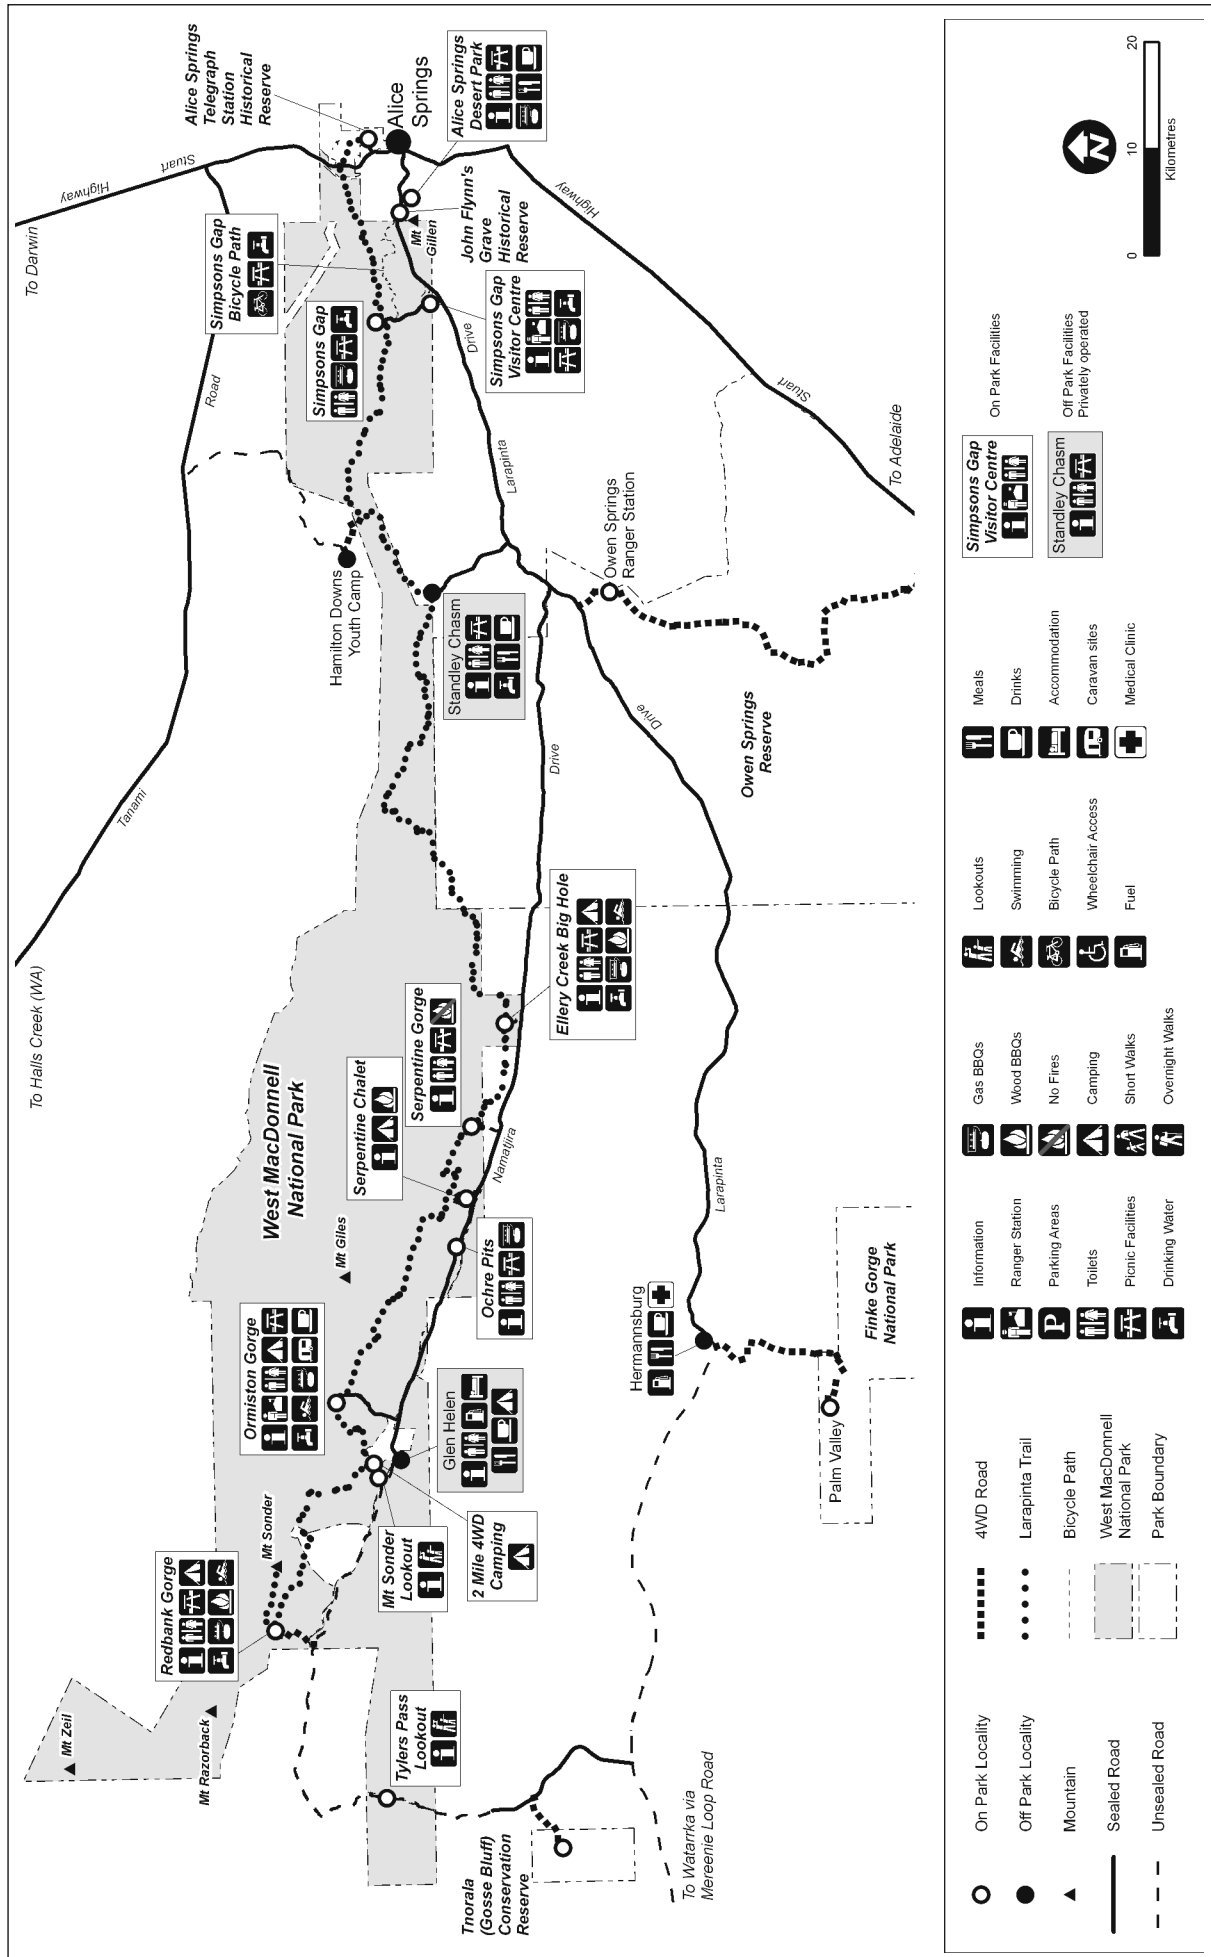 To Darwin
Stuart
Highway
Alice Springs
Telegraph
Station
Historical
Reserve
Alice
Springs
Alice Springs
Desert Park
Simpsons Gap
Bicycle Path
Mt
Gillen
John Flynn's
Grave
Historical
Reserve
Highway
Simpsons Gap
Simpsons Gap
Visitor Centre
Drive
Larapinta
Road
Tanami
To Halls Creek (WA)
Hamilton Downs
Youth Camp
Standley Chasm
Owen Springs
Ranger Station
Stuart
To Adelaide
Owen Springs
Reserve
Drive
Drive
West MacDonnell
National Park
Ellery Creek Big Hole
Serpentine Gorge
Serpentine Chalet
Namatjira
Larapinta
Mt Giles
Ochre Pits
Ormiston Gorge
Glen Helen
Hermannsburg
Finke Gorge
National Park
Palm Valley
Mt Sonder
Redbank Gorge
Mt Sonder
Lookout
2 Mile 4WD
Camping
Mt Zeil
Mt Razorback
Tylers Pass
Lookout
Tnorala
(Gosse Bluff)
Conservation
Reserve
To Watarrka via
Mereenie Loop Road
On Park Locality
Off Park Locality
Mountain
Sealed Road
Unsealed Road
4WD Road
Larapinta Trail
Bicycle Path
West MacDonnell
National Park
Park Boundary
i
Information
Ranger Station
P
Parking Areas
Toilets
Picnic Facilities
Drinking Water
Gas BBQs
Wood BBQs
No Fires
Camping
Short Walks
Overnight Walks
Lookouts
Swimming
Bicycle Path
Wheelchair Access
Fuel
Meals
Drinks
Accommodation
Caravan sites
Medical Clinic
Simpsons Gap
Visitor Centre
On Park Facilities
Standley Chasm
Off Park Facilities
Privately operated
N
0
10
20
Kilometres